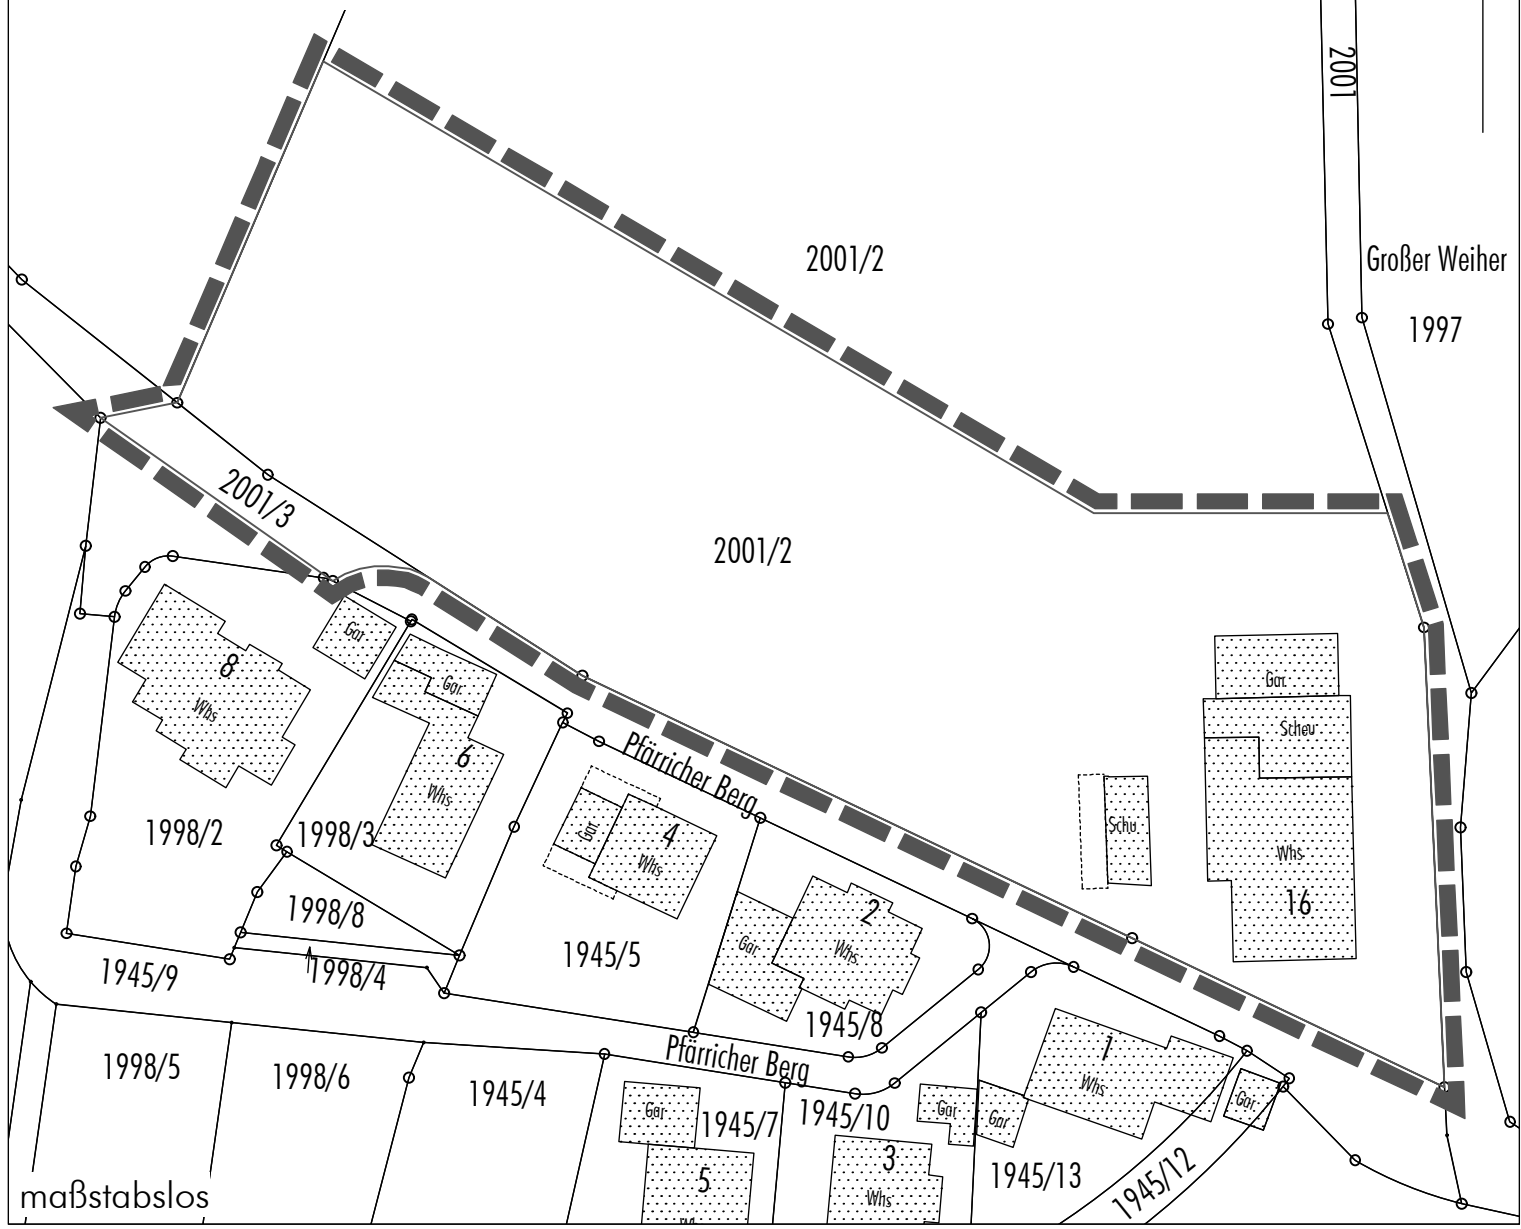 2001
2001/2
Großer Weiher
1997
2001/3
2001/2
Gar.
8
Whs
Gar.
Gar.
Scheu
6
Whs
Pfärricher Berg
1998/2
1998/3
Gar.
4
Whs
Schu
Whs
16
1998/8
2
Whs
Gar.
1945/5
1945/9
1998/4
1945/8
Pfärricher Berg
1
Whs
1998/5
1998/6
1945/4
Gar.
1945/7
1945/10
Gar.
Gar.
Gar.
3
Whs
1945/13
1945/12
5
maßstabslos